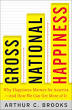 GROSS
NATIONAL
HAPPINESS
Why Happiness Matters for America
—and How We Can Get More of It
ARTHUR C. BROOKS